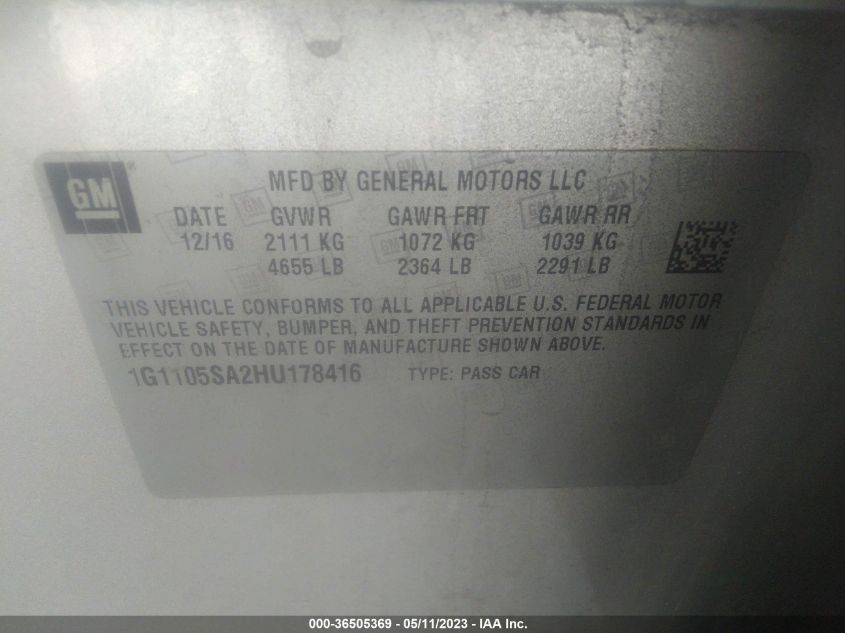 GM
MFD BY GENERAL MOTORS LLC
DATE GVWR GAWR FRT GAWR RR
12/16 2111 KG 1072 KG 1039 KG
4655 LB 2364 LB 2291 LB
THIS VEHICLE CONFORMS TO ALL APPLICABLE U.S. FEDERAL MOTOR
VEHICLE SAFETY, BUMPER, AND THEFT PREVENTION STANDARDS IN
EFFECT ON THE DATE OF MANUFACTURE SHOWN ABOVE.
1G1105SA2HU178416 TYPE: PASS CAR
000-36505369 - 05/11/2023 - IAA Inc.